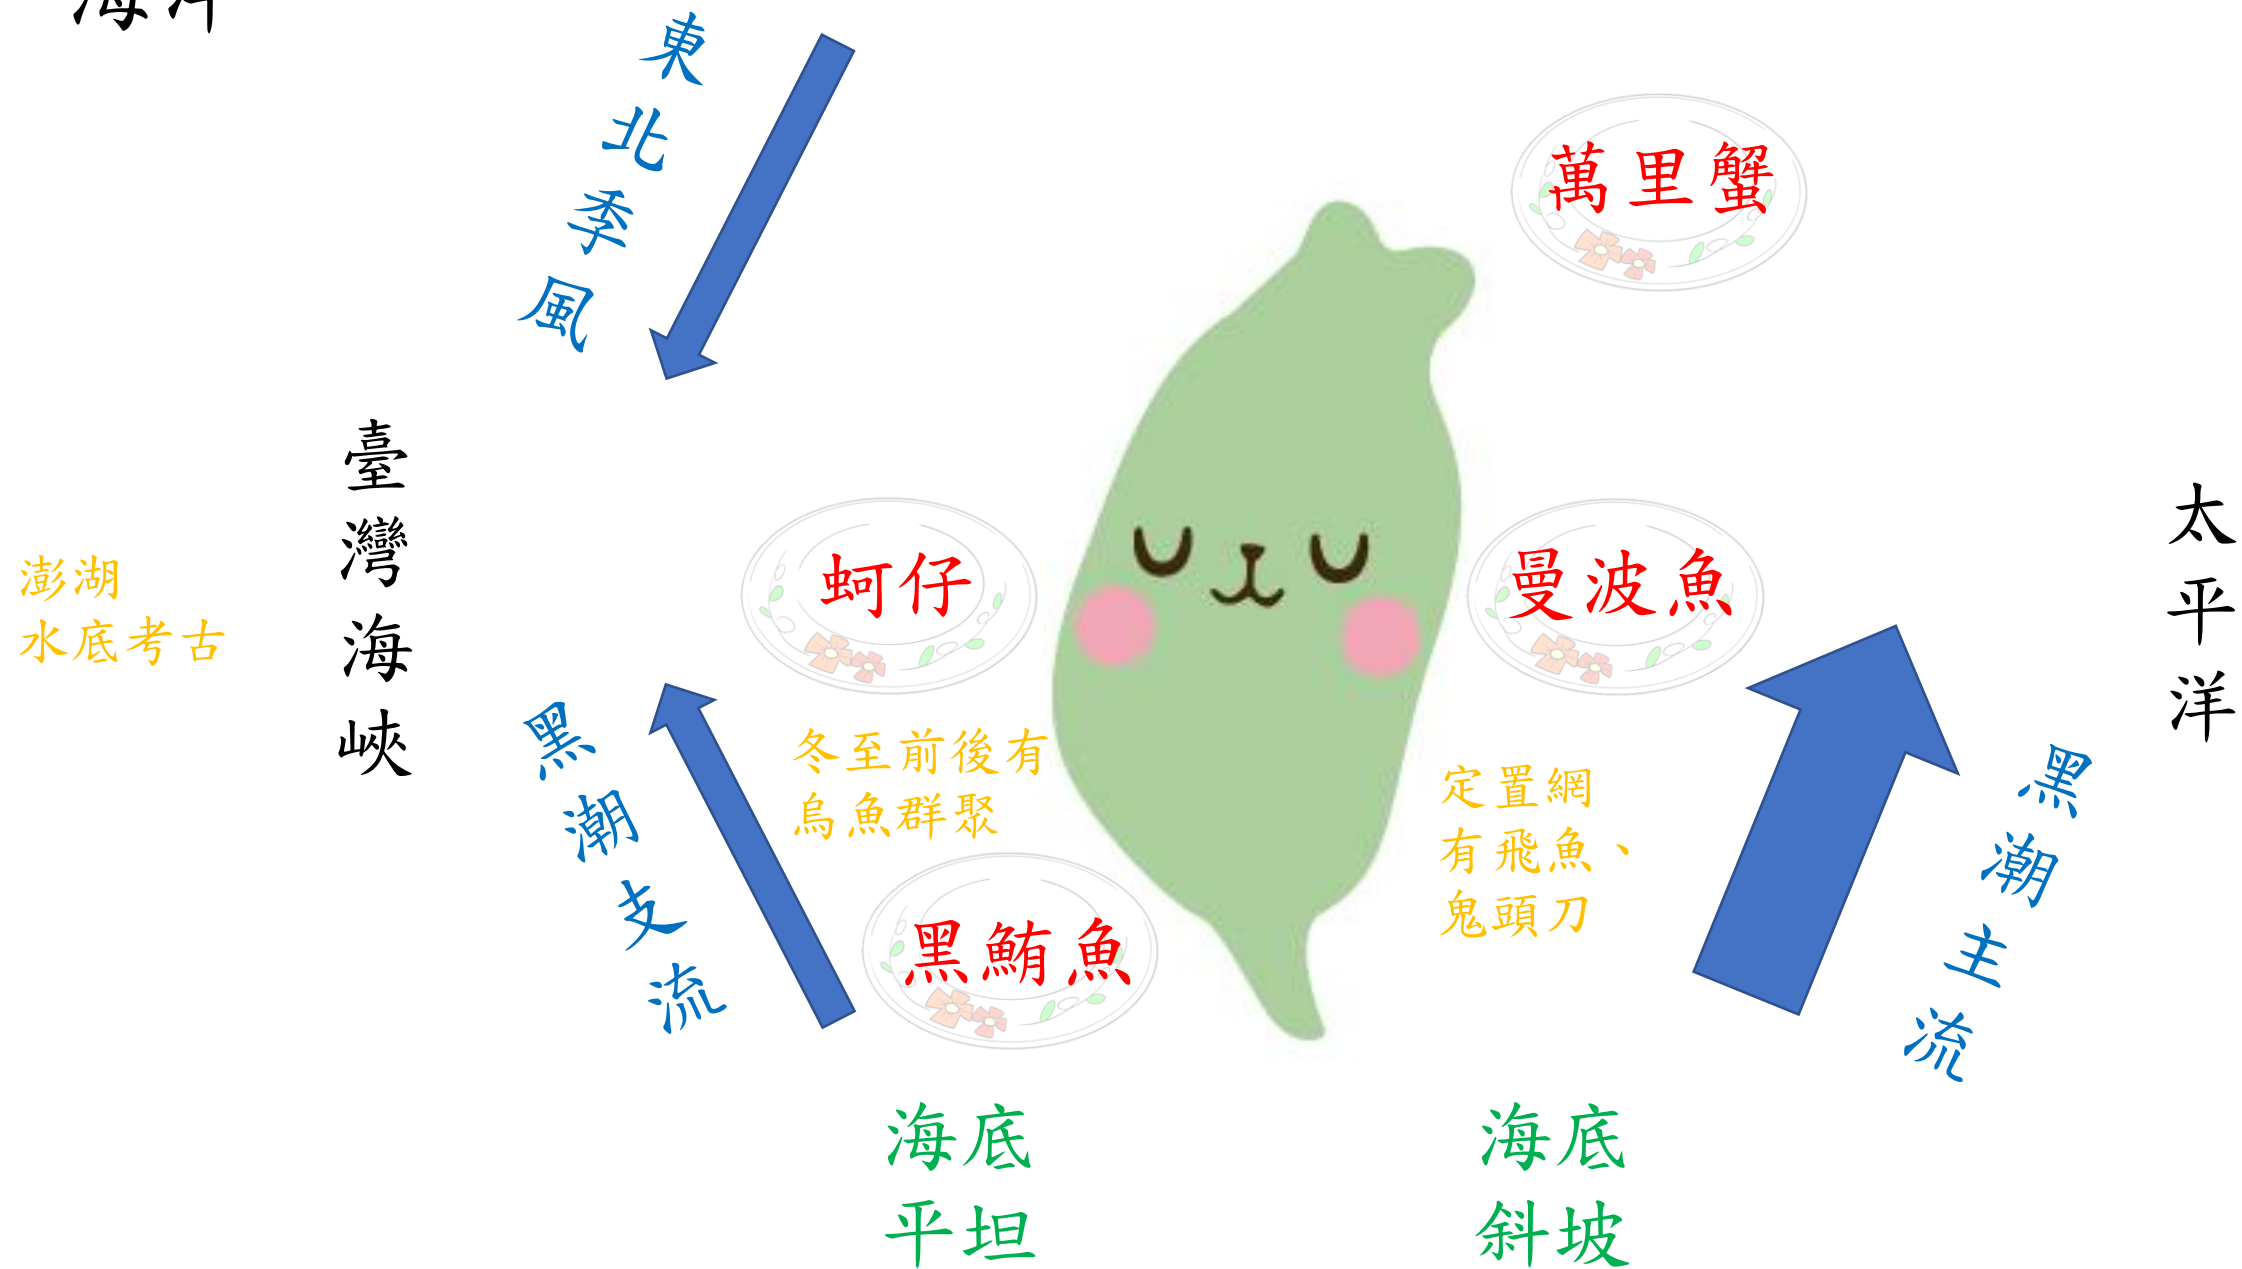 海洋
東北季風
萬里蟹
臺灣海峽
太平洋
澎湖
水底考古
蚵仔
曼波魚
黑潮支流
冬至前後有
烏魚群聚
定置網
有飛魚、
鬼頭刀
黑潮主流
黑鮪魚
海底
平坦
海底
斜坡